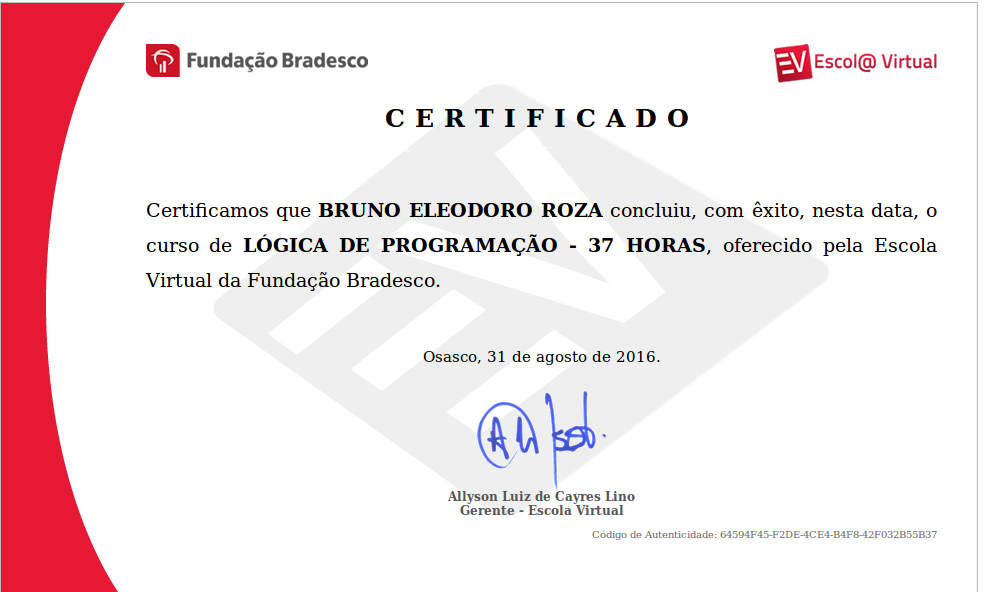 Fundação Bradesco
EV Escol@ Virtual
CERTIFICADO
Certificamos que BRUNO ELEODORO ROZA concluiu, com êxito, nesta data, o
curso de LÓGICA DE PROGRAMAÇÃO - 37 HORAS, oferecido pela Escola
Virtual da Fundação Bradesco.
Osasco, 31 de agosto de 2016.
Allyson Luiz de Cayres Lino
Gerente - Escola Virtual
Código de Autenticidade: 64594F45-F2DE-4CE4-B4F8-42F032B55B37